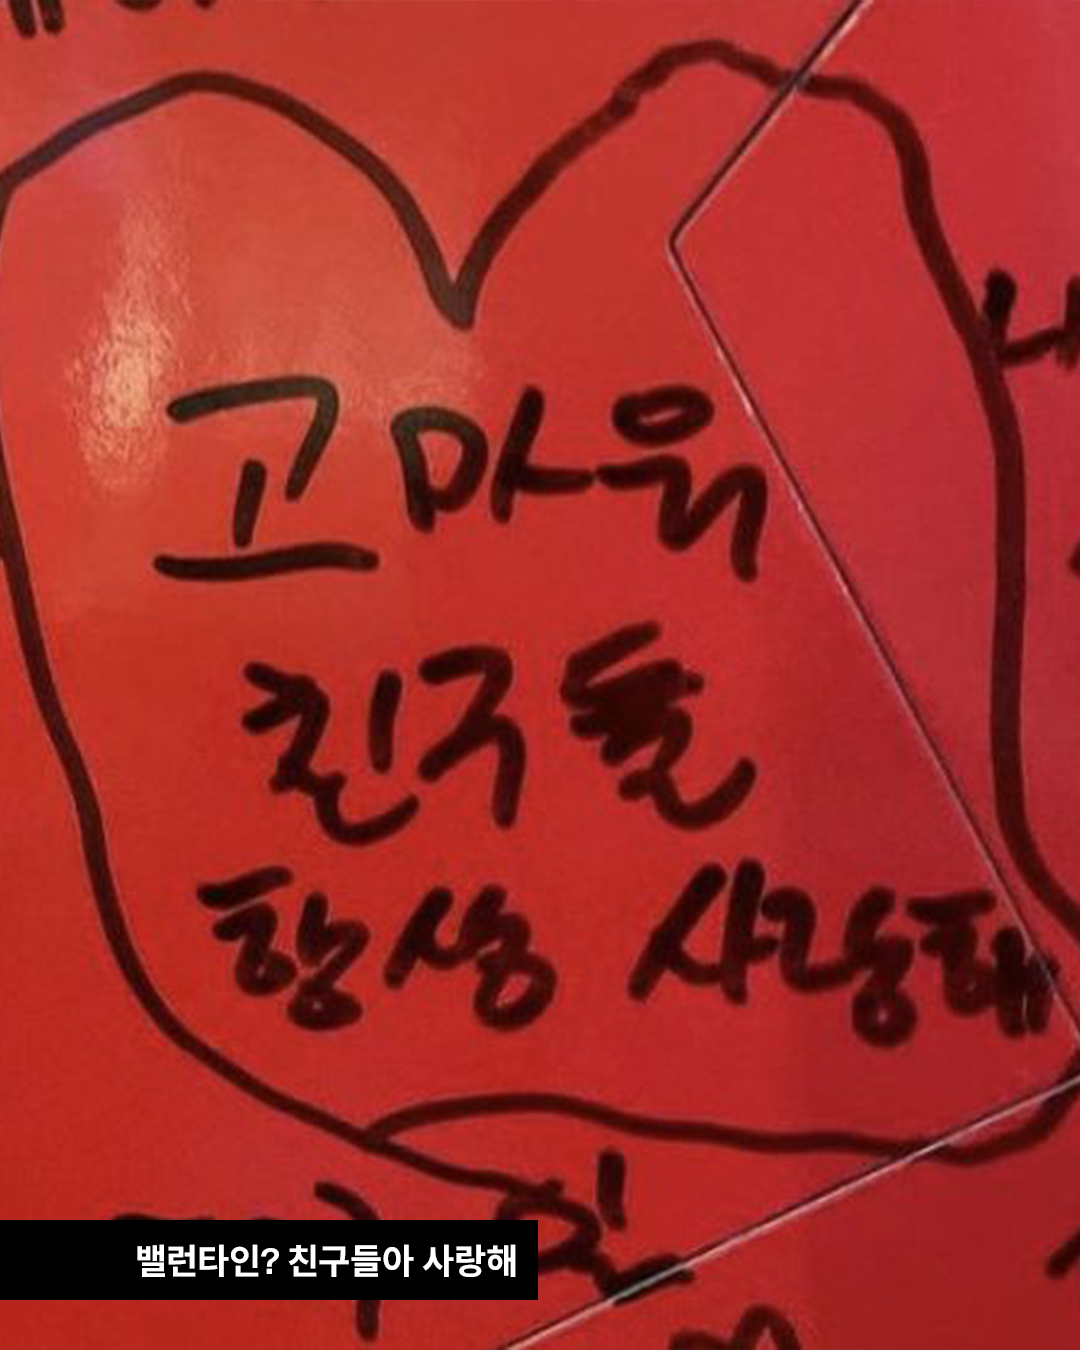 고마워
친구들
항상 사랑해
밸런타인? 친구들아 사랑해